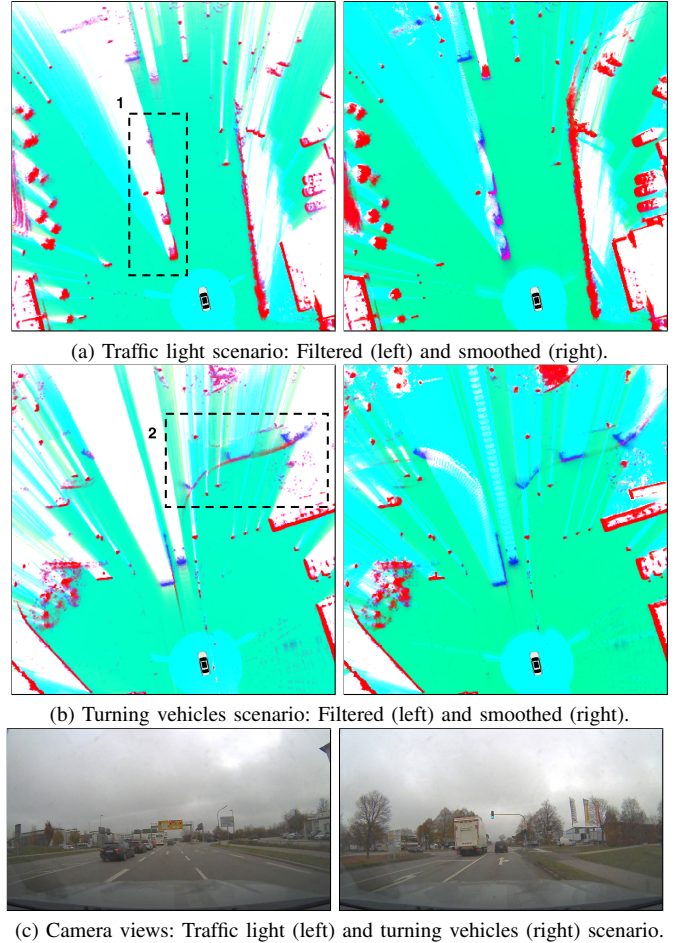 1
(a) Traffic light scenario: Filtered (left) and smoothed (right).
2
(b) Turning vehicles scenario: Filtered (left) and smoothed (right).
(c) Camera views: Traffic light (left) and turning vehicles (right) scenario.